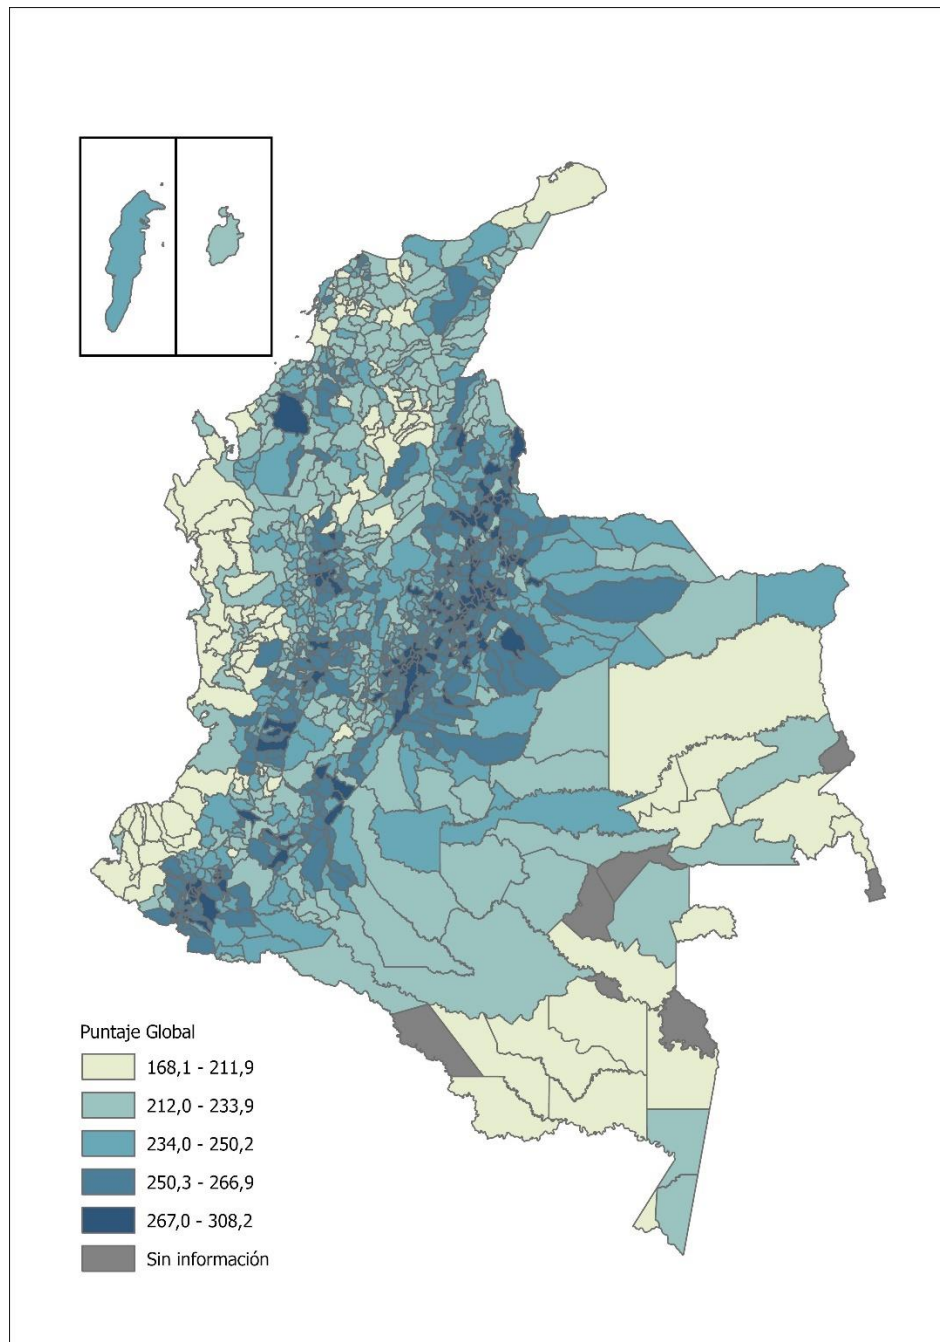 Puntaje Global
168,1 - 211,9
212,0 - 233,9
234,0 - 250,2
250,3 - 266,9
267,0 - 308,2
Sin información